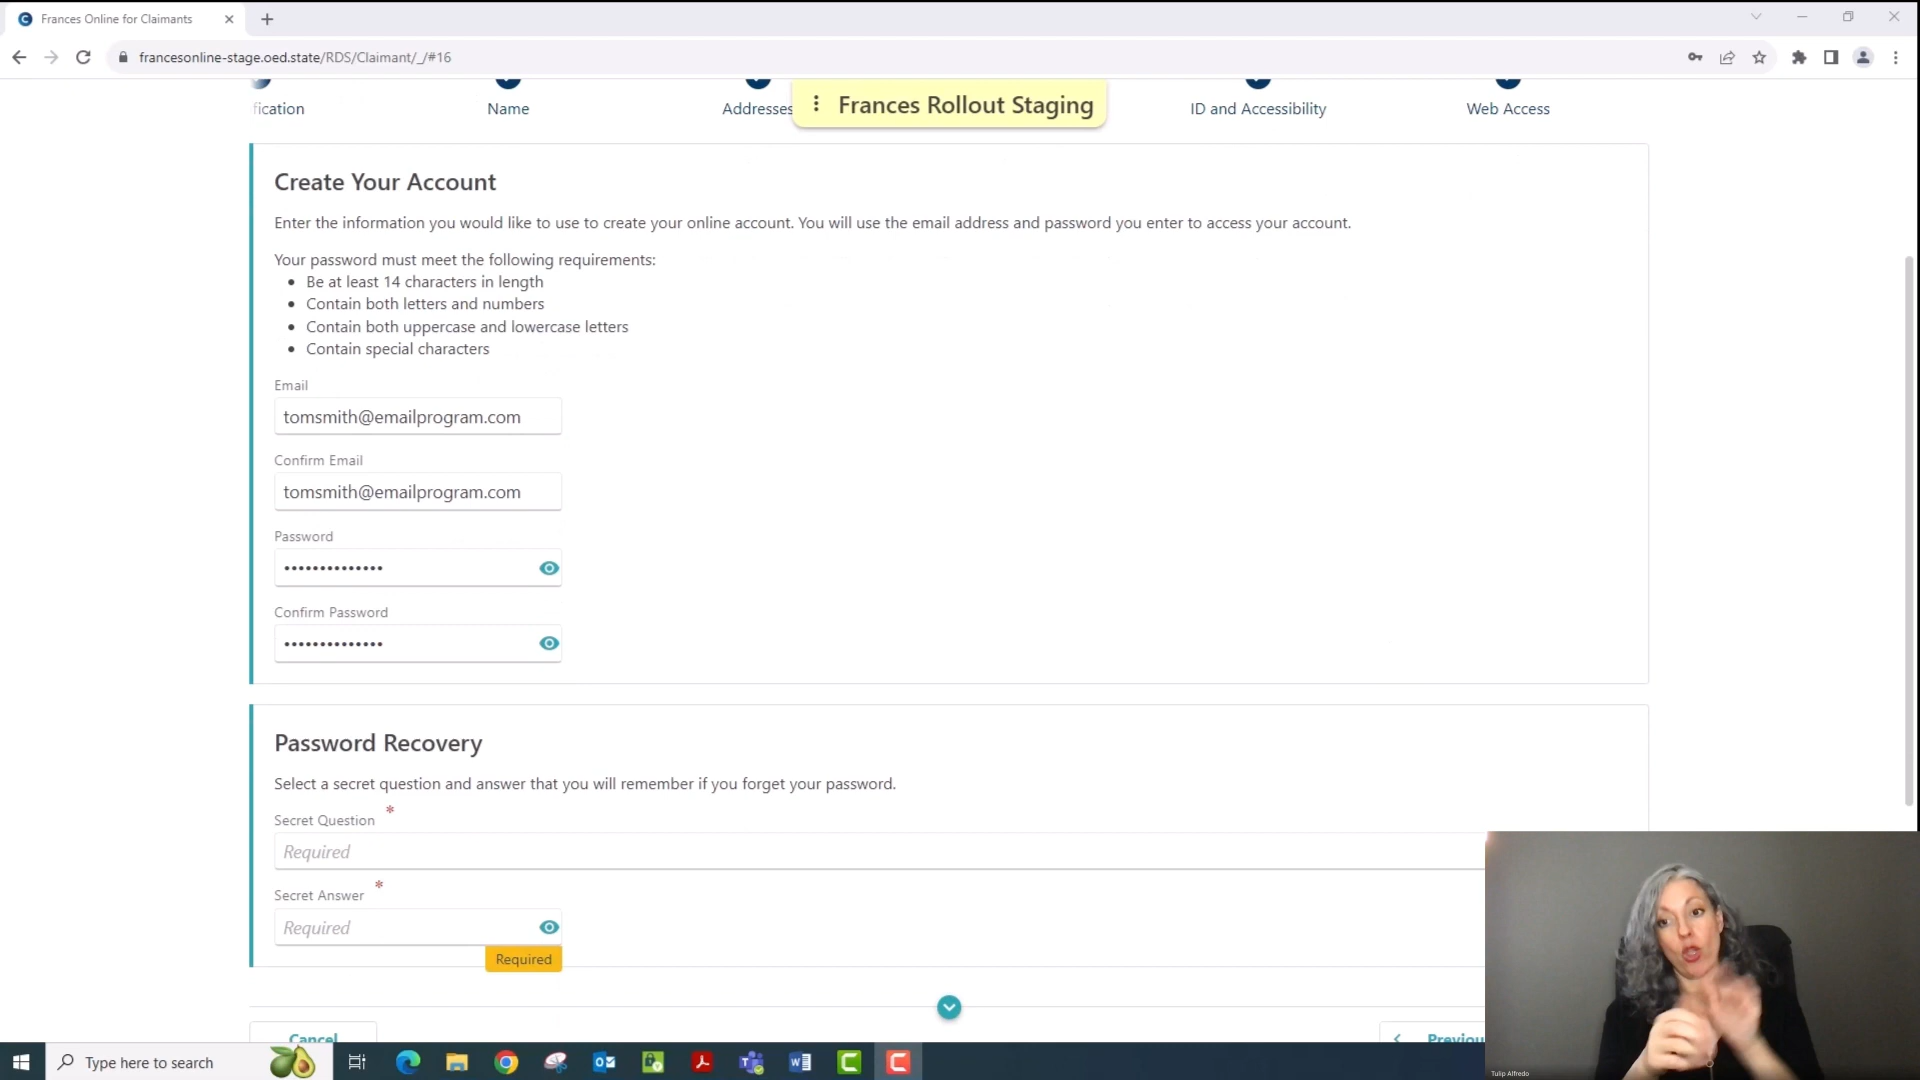 Frances Online for Claimants
francesonline-stage.oed.state/RDS/Claimant/_/#16
fication
Name
Addresses
Frances Rollout Staging
ID and Accessibility
Web Access
Create Your Account
Enter the information you would like to use to create your online account. You will use the email address and password you enter to access your account.
Your password must meet the following requirements:
Be at least 14 characters in length
Contain both letters and numbers
Contain both uppercase and lowercase letters
Contain special characters
Email
tomsmith@emailprogram.com
Confirm Email
tomsmith@emailprogram.com
Password
••••••••••••••
Confirm Password
••••••••••••••
Password Recovery
Select a secret question and answer that you will remember if you forget your password.
Secret Question *
Required
Secret Answer *
Required
Required
Cancel
Previou
Type here to search
Tulip Alfredo